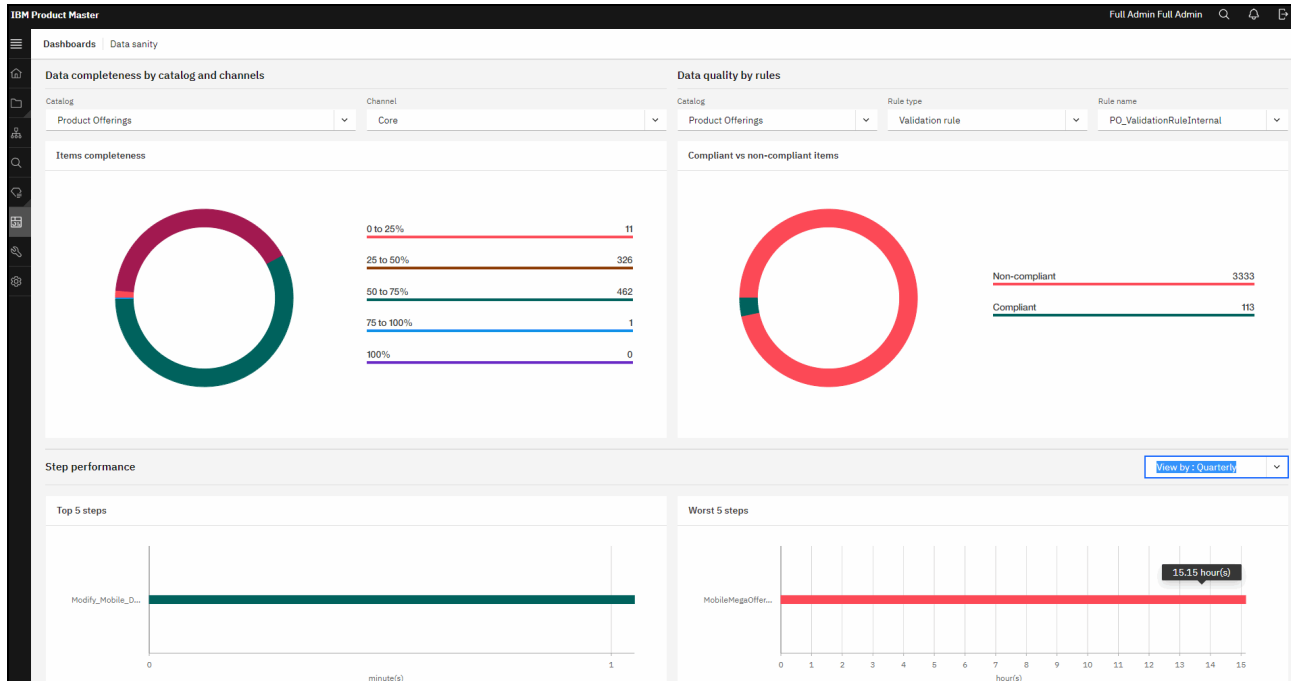 IBM Product Master
Full Admin Full Admin
Dashboards Data sanity
Data completeness by catalog and channels
Catalog Channel
Product Offerings Core
Items completeness
0 to 25% 11
25 to 50% 326
50 to 75% 462
75 to 100% 1
100% 0
Data quality by rules
Catalog Rule type Rule name
Product Offerings Validation rule PO_ValidationRuleInternal
Compliant vs non-compliant items
Non-compliant 3333
Compliant 113
Step performance
View by : Quarterly
Top 5 steps
Modify_Mobile_D...
0 1
minute(s)
Worst 5 steps
15.15 hour(s)
MobileMegaOffer...
0 1 2 3 4 5 6 7 8 9 10 11 12 13 14 15
hour(s)